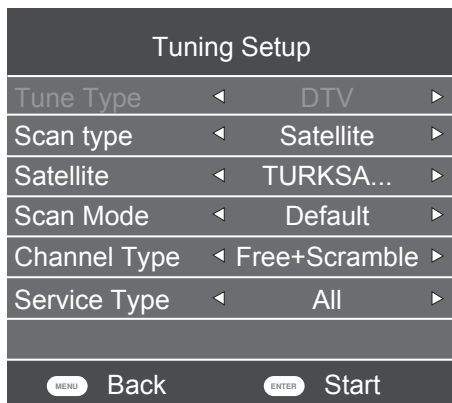 Tuning Setup
Tune Type DTV
Scan type Satellite
Satellite TURKSA...
Scan Mode Default
Channel Type Free+Scramble
Service Type All
MENU Back ENTER Start